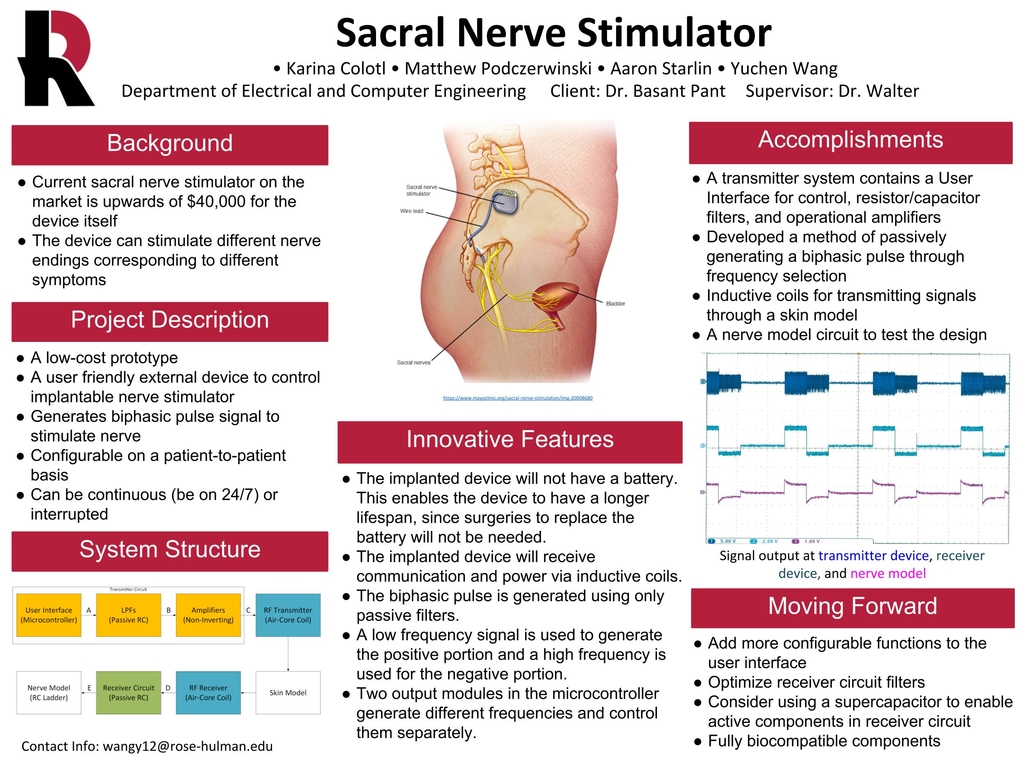 Sacral Nerve Stimulator
• Karina Colotl • Matthew Podczerwinski • Aaron Starlin • Yuchen Wang
Department of Electrical and Computer Engineering Client: Dr. Basant Pant Supervisor: Dr. Walter
Background
● Current sacral nerve stimulator on the
market is upwards of $40,000 for the
device itself
● The device can stimulate different nerve
endings corresponding to different
symptoms
Project Description
● A low-cost prototype
● A user friendly external device to control
implantable nerve stimulator
● Generates biphasic pulse signal to
stimulate nerve
● Configurable on a patient-to-patient
basis
● Can be continuous (be on 24/7) or
interrupted
System Structure
Transmitter Circuit
User Interface
(Microcontroller)
A
LPFs
(Passive RC)
B
Amplifiers
(Non-Inverting)
C
RF Transmitter
(Air-Core Coil)
Nerve Model
(RC Ladder)
E
Receiver Circuit
(Passive RC)
D
RF Receiver
(Air-Core Coil)
Skin Model
Contact Info: wangy12@rose-hulman.edu
Sacral nerve
stimulator
Wire lead
Bladder
Sacral nerves
https://www.mayoclinic.org/sacral-nerve-stimulation/img-20008680
Innovative Features
● The implanted device will not have a battery.
This enables the device to have a longer
lifespan, since surgeries to replace the
battery will not be needed.
● The implanted device will receive
communication and power via inductive coils.
● The biphasic pulse is generated using only
passive filters.
● A low frequency signal is used to generate
the positive portion and a high frequency is
used for the negative portion.
● Two output modules in the microcontroller
generate different frequencies and control
them separately.
Accomplishments
● A transmitter system contains a User
Interface for control, resistor/capacitor
filters, and operational amplifiers
● Developed a method of passively
generating a biphasic pulse through
frequency selection
● Inductive coils for transmitting signals
through a skin model
● A nerve model circuit to test the design
1 5.00 V 2 2.00 V 3 1.00 V
Signal output at transmitter device, receiver
device, and nerve model
Moving Forward
● Add more configurable functions to the
user interface
● Optimize receiver circuit filters
● Consider using a supercapacitor to enable
active components in receiver circuit
● Fully biocompatible components